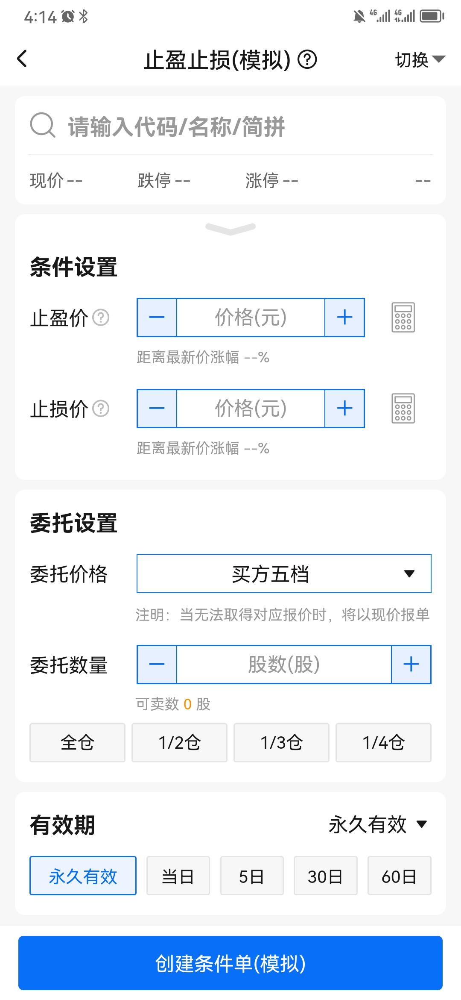 4:14 4G 4G
止盈止损(模拟) ? 切换
请输入代码/名称/简拼
现价 -- 跌停 -- 涨停 -- --
条件设置
止盈价 ? — 价格(元) +
距离最新价涨幅 --%
止损价 ? — 价格(元) +
距离最新价涨幅 --%
委托设置
委托价格 买方五档
注明：当无法取得对应报价时，将以现价报单
委托数量 — 股数(股) +
可卖数 0 股
全仓 1/2仓 1/3仓 1/4仓
有效期 永久有效
永久有效 当日 5日 30日 60日
创建条件单(模拟)